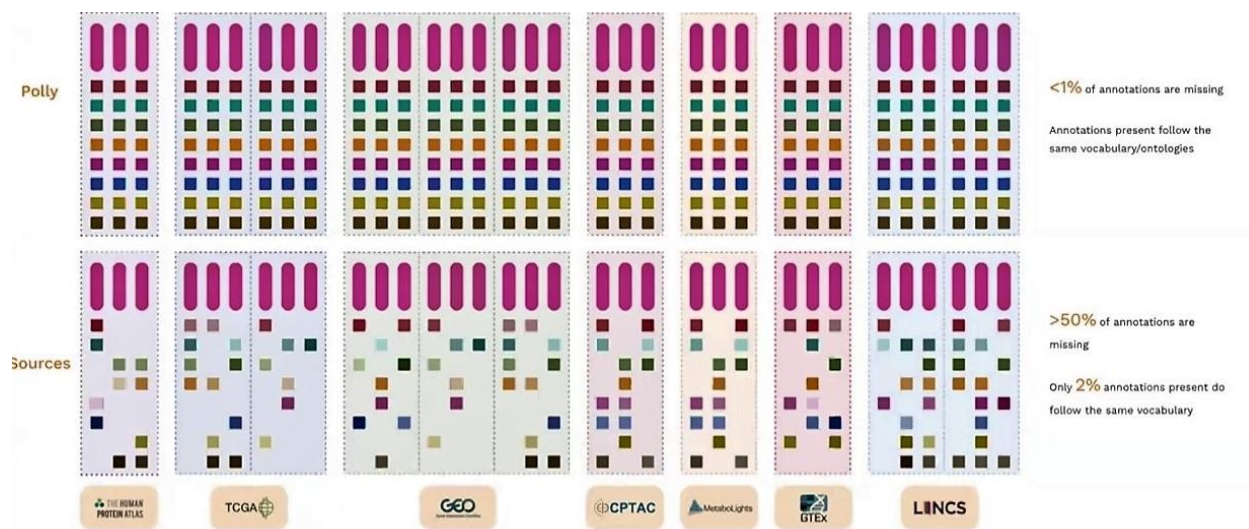 Polly
<1% of annotations are missing
Annotations present follow the
same vocabulary/ontologies
Sources
>50% of annotations are
missing
Only 2% annotations present do
follow the same vocabulary
THE HUMAN
PROTEIN ATLAS
TCGA
GEO
CPTAC
MetaboLights
GTEx
LINCS